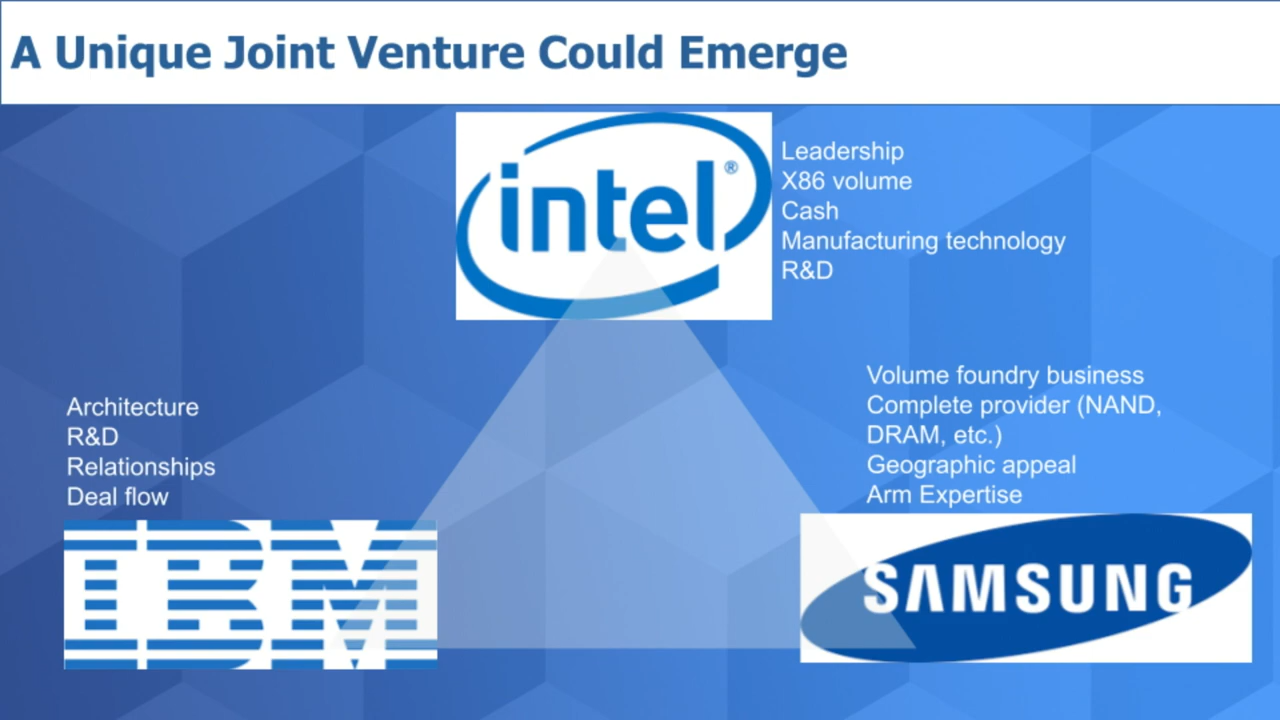 A Unique Joint Venture Could Emerge
intel®
Leadership
X86 volume
Cash
Manufacturing technology
R&D
Architecture
R&D
Relationships
Deal flow
IBM
Volume foundry business
Complete provider (NAND,
DRAM, etc.)
Geographic appeal
Arm Expertise
SAMSUNG